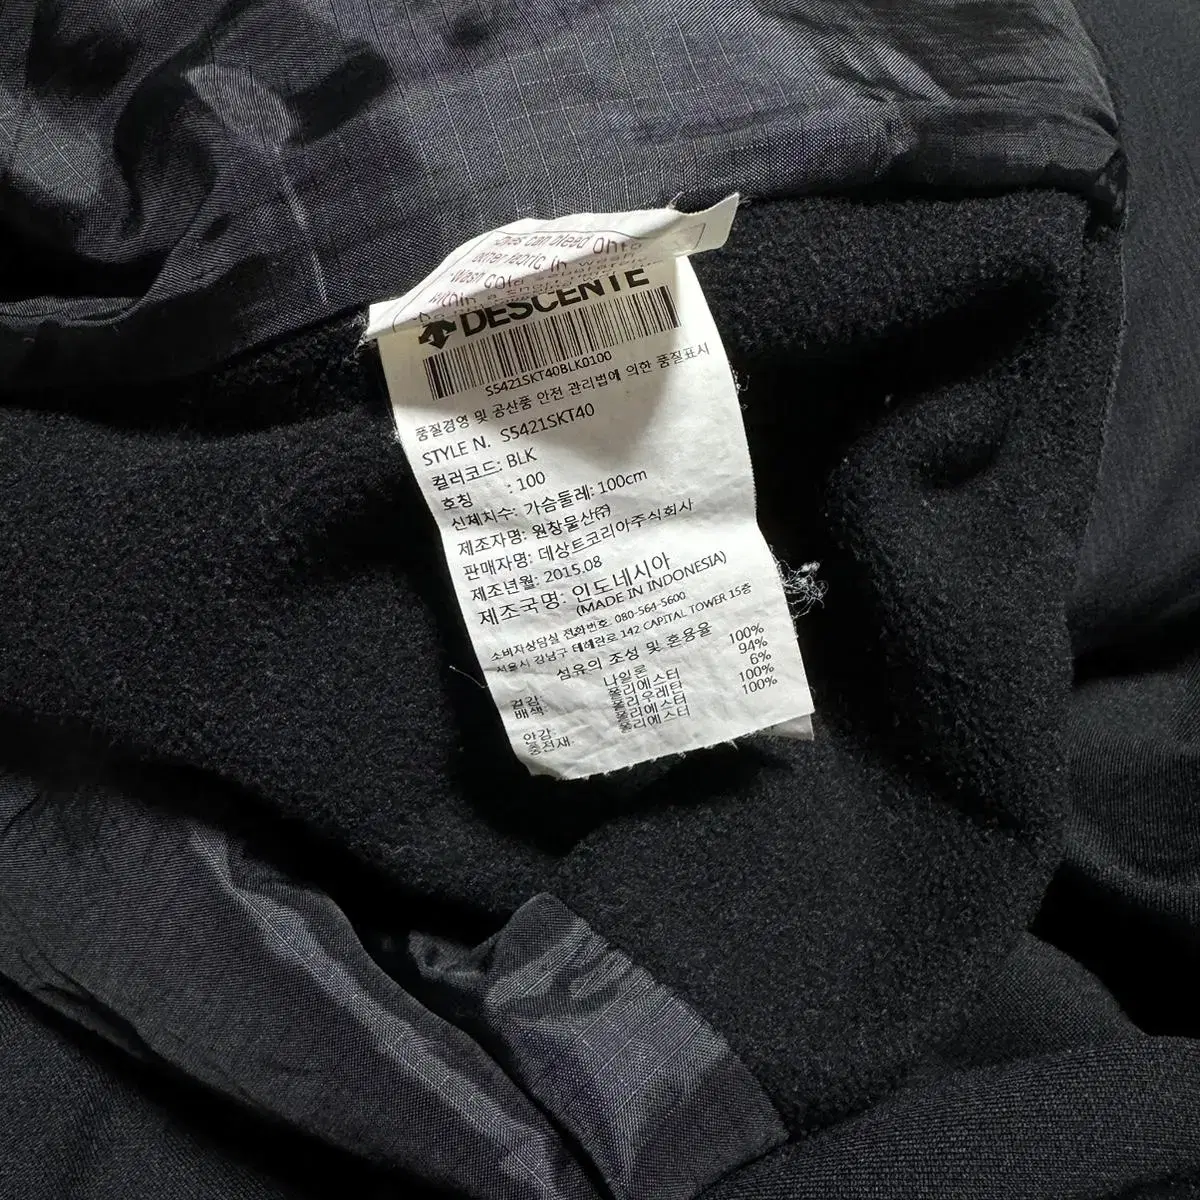 can bleed onto
other fabric
Wash cold
within a
DESCENTE
S5421SKT40BLK0100
품질경영 및 공산품 안전 관리법에 의한 품질표시
STYLE N. S5421SKT40
컬러코드: BLK
호칭 : 100
신체치수: 가슴둘레: 100cm
제조자명: 원창물산㈜
판매자명: 데상트코리아주식회사
제조년월: 2015.08
제조국명: 인도네시아
(MADE IN INDONESIA)
소비자상담실 전화번호 080-564-5600
서울시 강남구 테헤란로 142 CAPITAL TOWER 15층
섬유의 조성 및 혼용율
겉감: 나일론 100%
배색: 폴리에스터 94%
폴리우레탄 6%
안감: 폴리에스터 100%
충전재: 폴리에스터 100%